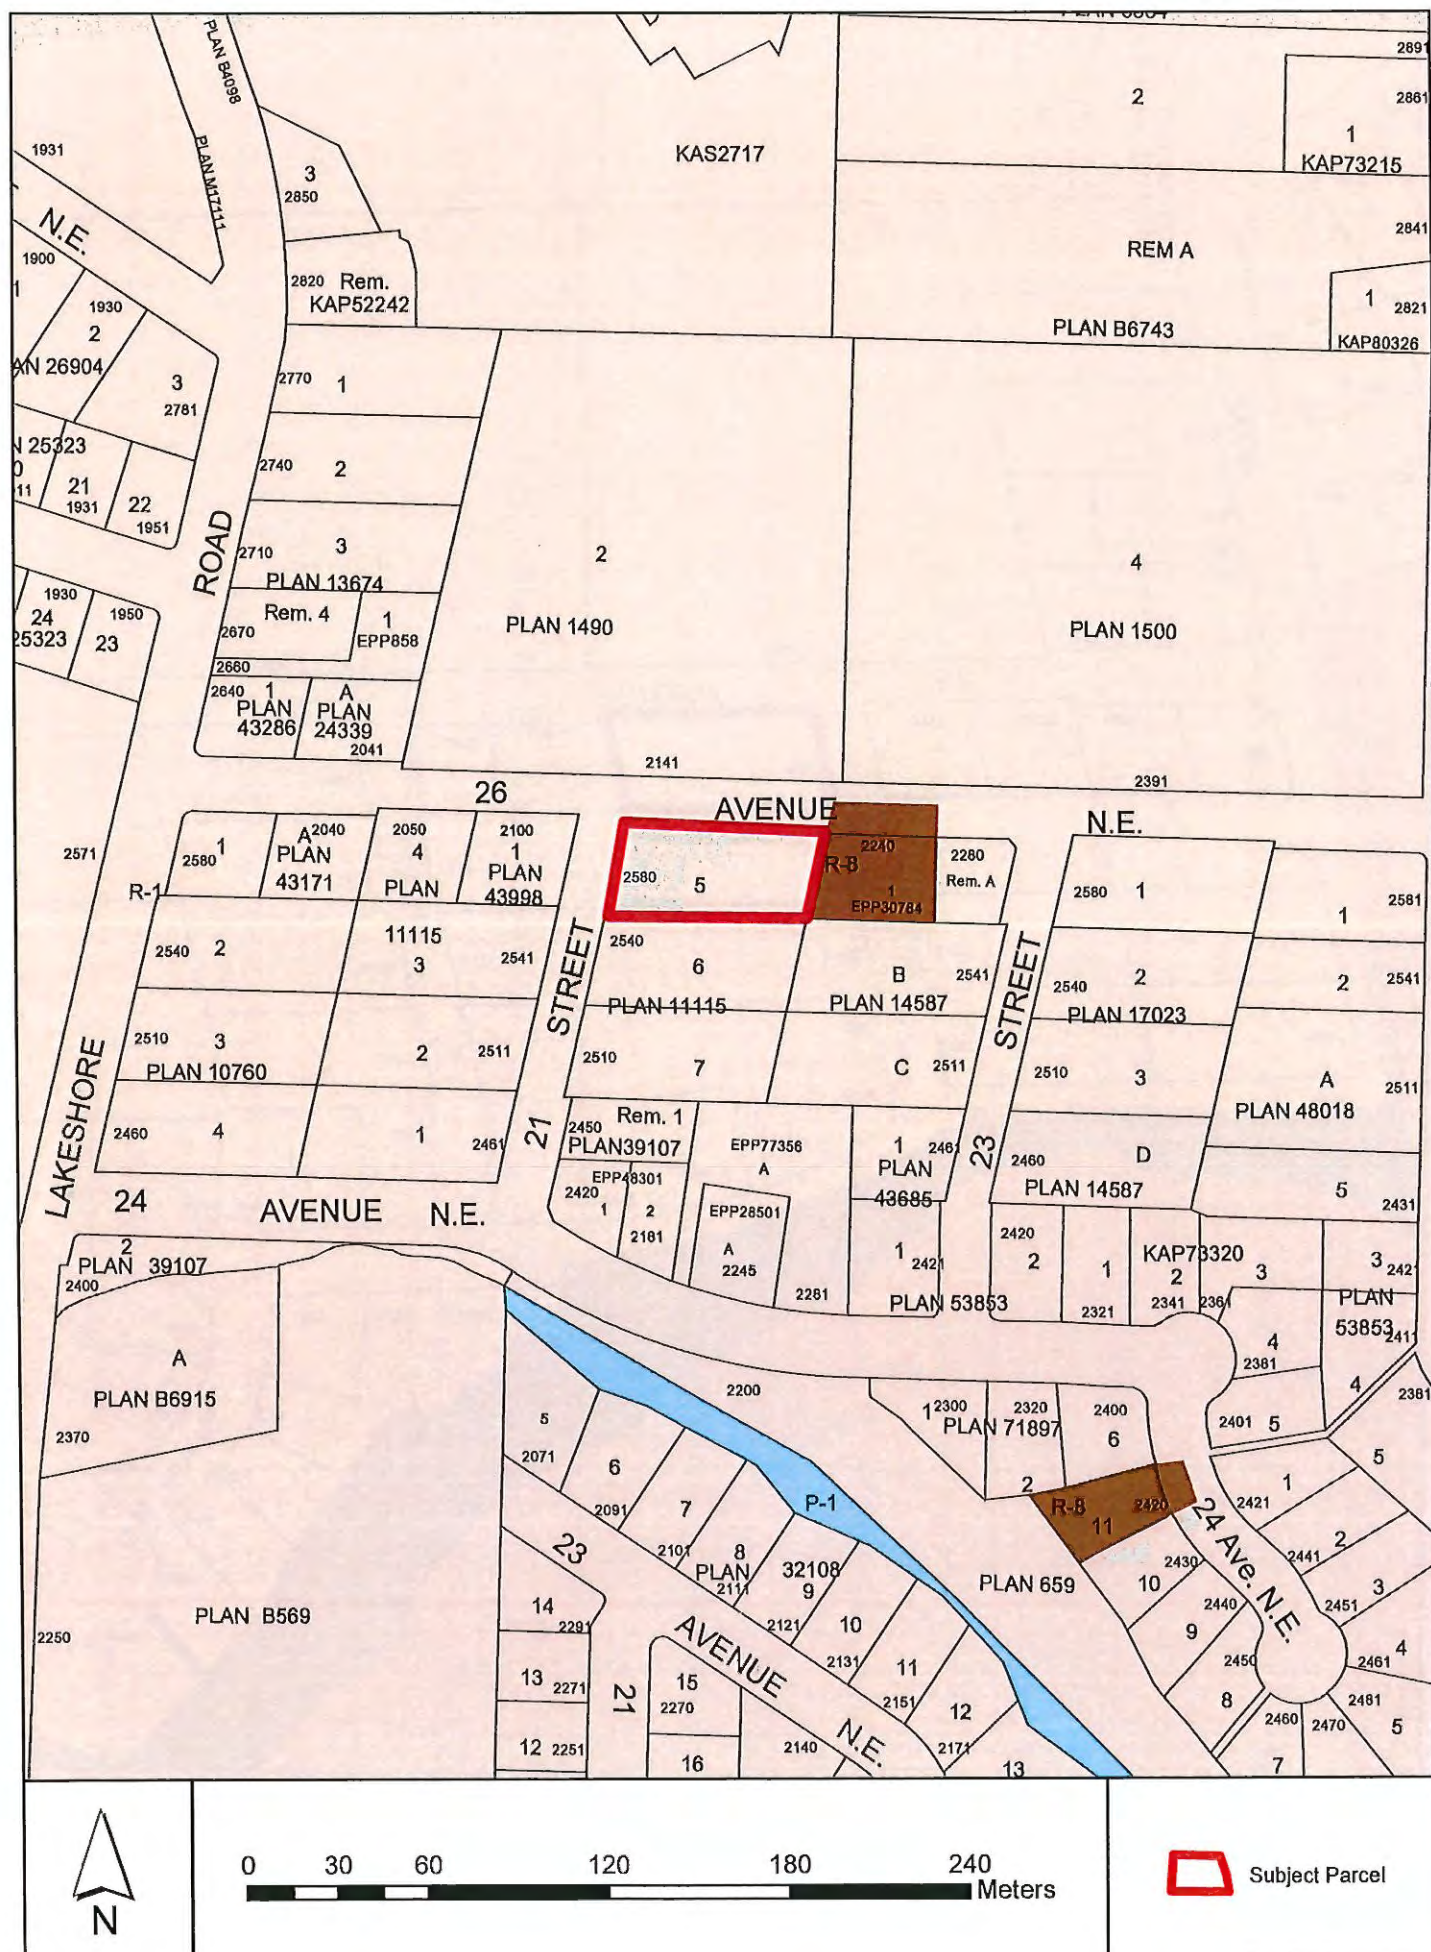 PLAN B4098
2891
2
2861
1931
PLAN M17111
KAS2717
1
KAP73215
3
2850
N.E.
2841
REM A
1900
2820 Rem.
KAP52242
1 2821
1
1930
2
PLAN B6743
KAP80326
AN 26904
3
2781
2770 1
N 25323
2740 2
0
11
21
1931
22
1951
ROAD
2710 3
PLAN 13674
2
4
1930
24
25323
1950
23
Rem. 4
2670
1
EPP858
PLAN 1490
PLAN 1500
2660
2640 1
PLAN
43286
A
PLAN
24339
2041
2141
2391
26
AVENUE
N.E.
2571
2580 1
A 2040
PLAN
43171
2050
4
PLAN
2100
1
PLAN
43998
2580 5
2240
R-8
1
EPP30784
2280
Rem. A
2580 1
1 2581
R-1
2540 2
11115
3
2541
STREET
2540
6
PLAN 11115
B 2541
PLAN 14587
STREET
2540 2
PLAN 17023
2 2541
2510 3
PLAN 10760
2 2511
2510 7
C 2511
2510 3
A 2511
PLAN 48018
LAKESHORE
2460 4
1 2461
21
2450 Rem. 1
PLAN39107
EPP77356
A
1 2461
PLAN
43685
23
2460 D
PLAN 14587
5 2431
24
AVENUE N.E.
EPP48301
2420 1
2
2181
EPP28501
A
2245
2281
1 2421
PLAN 53853
2420
2
1
2321
KAP73320
2
2341
2361
3
3 2421
PLAN
53853
2411
2
PLAN 39107
2400
A
PLAN B6915
2370
4
2381
4
2381
2200
5
2071
6
2091
7
2101
8
PLAN
2111
32108
9
2121
10
2131
11
2151
12
2171
13
P-1
1 2300
PLAN 71897
2320
2
2400
6
2401 5
5
R-8
11
2420
24 Ave. N.E.
1
2421
2441 2
3
2451
PLAN 659
10
2430
2440
9
2450
8
4
2461
2481
5
2460
7
2470
PLAN B569
2250
23
AVENUE
N.E.
14
2291
13 2271
12 2251
21
15
2270
16
2140
N
0 30 60 120 180 240
Meters
Subject Parcel